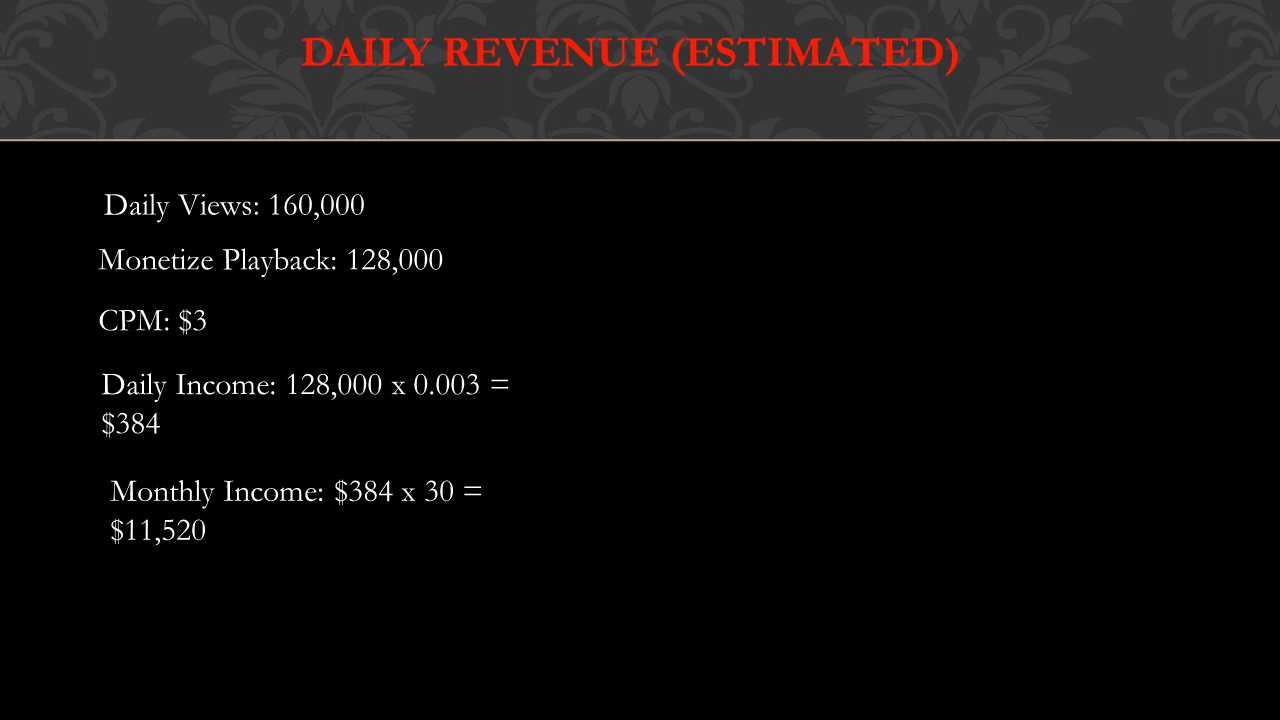 DAILY REVENUE (ESTIMATED)
Daily Views: 160,000
Monetize Playback: 128,000
CPM: $3
Daily Income: 128,000 x 0.003 =
$384
Monthly Income: $384 x 30 =
$11,520